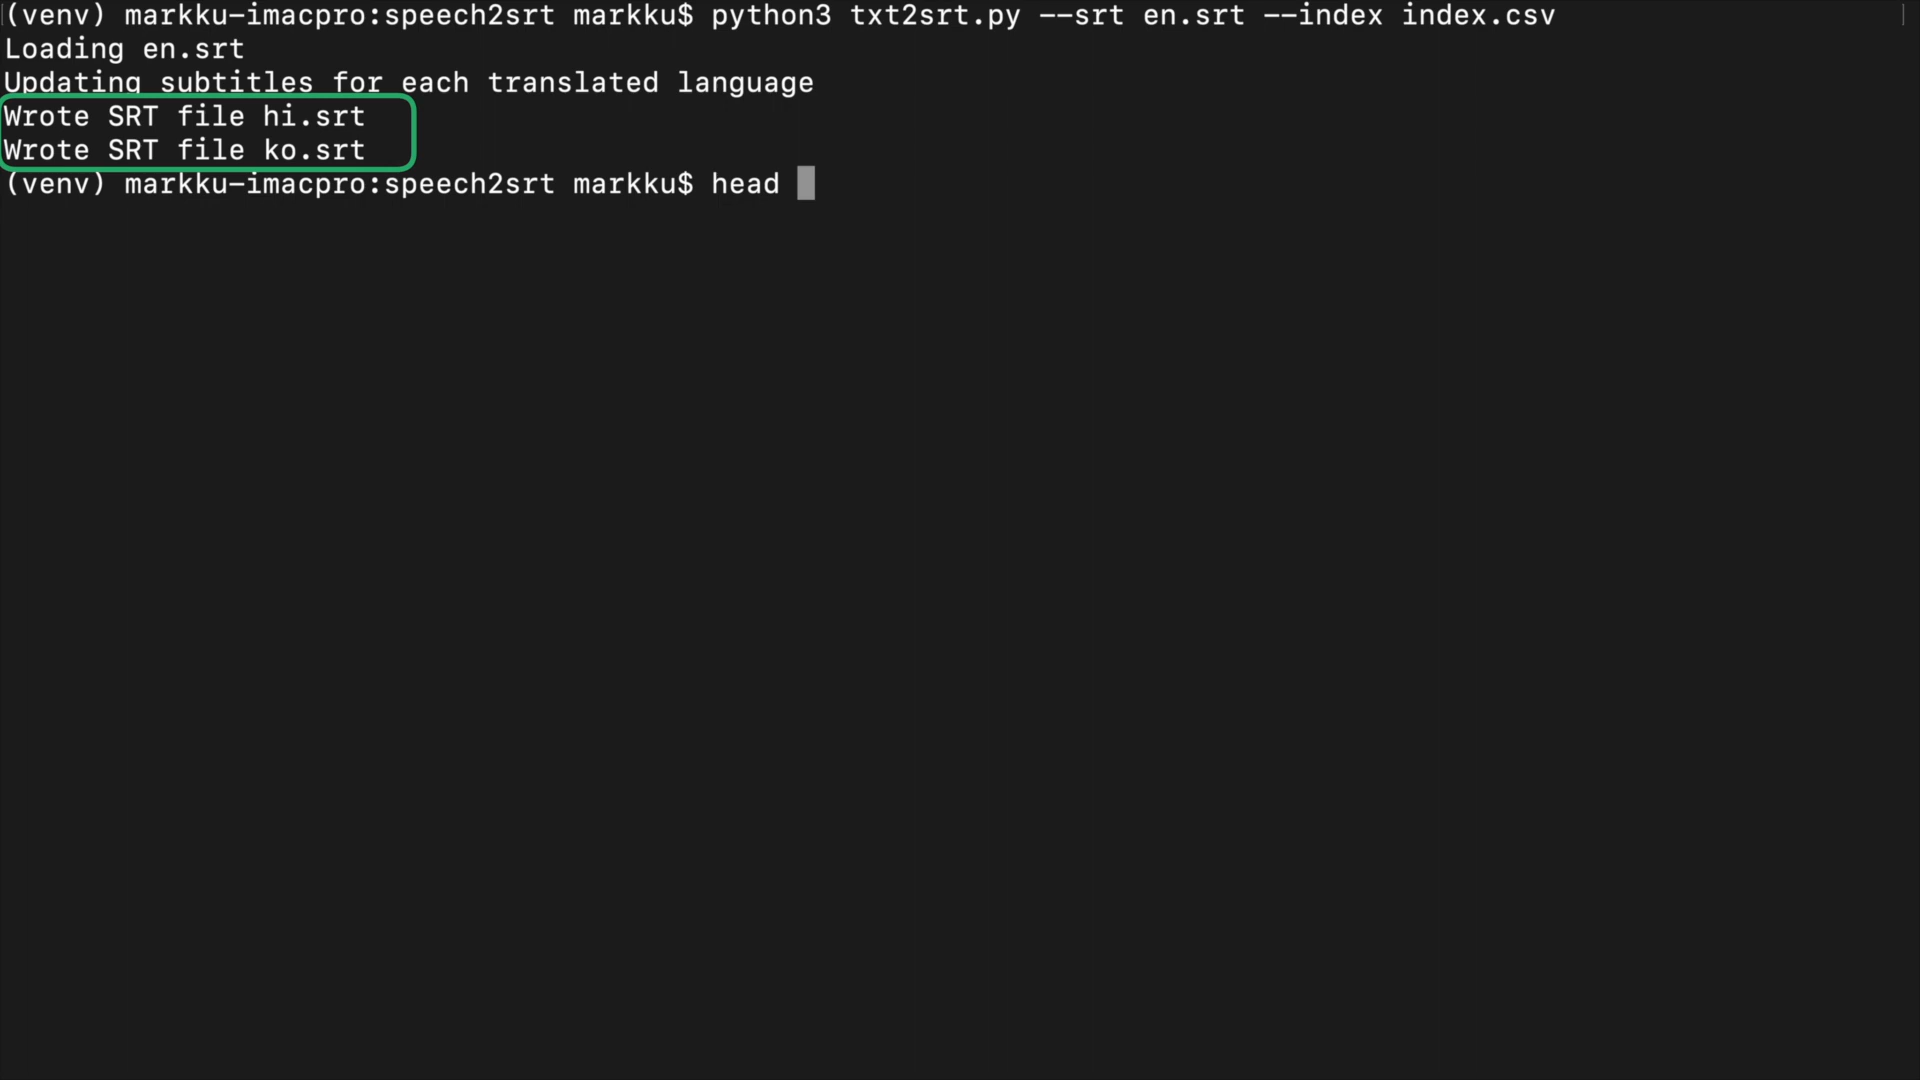 (venv) markku-imacpro:speech2srt markku$ python3 txt2srt.py --srt en.srt --index index.csv
Loading en.srt
Updating subtitles for each translated language
Wrote SRT file hi.srt
Wrote SRT file ko.srt
(venv) markku-imacpro:speech2srt markku$ head